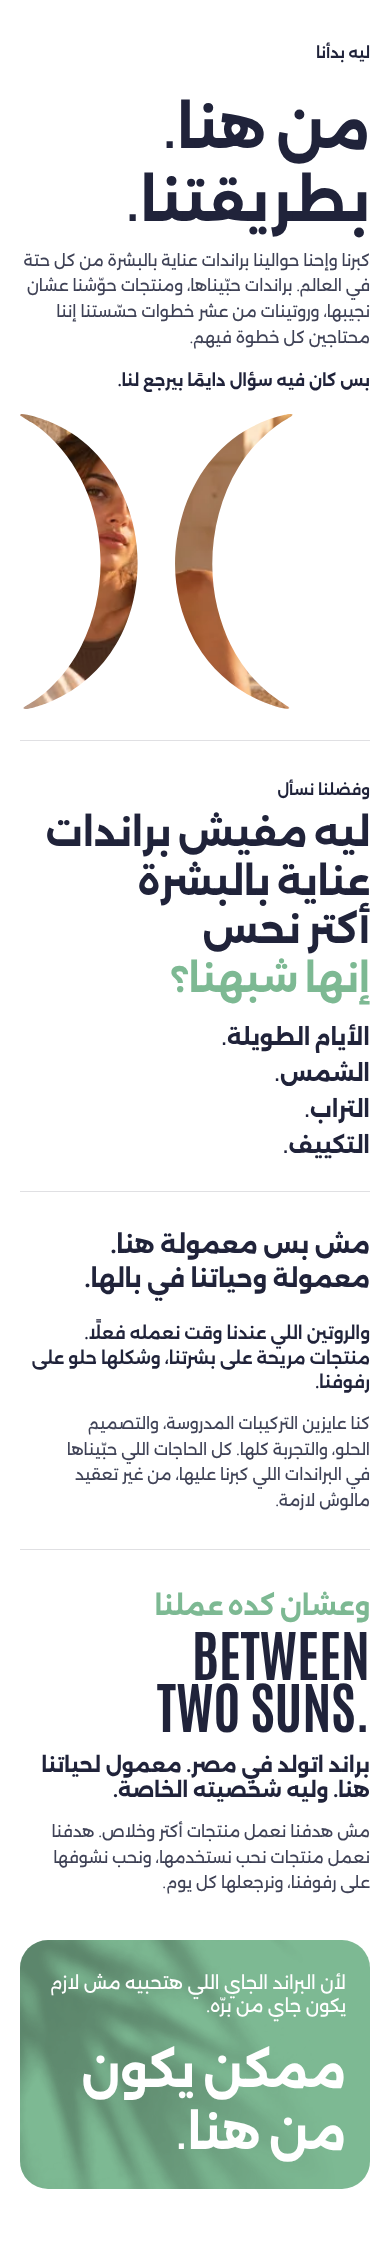 ليه بدأنا
من هنا.
بطريقتنا.
كبرنا وإحنا حوالينا براندات عناية بالبشرة من كل حتة
في العالم. براندات حبّيناها، ومنتجات حوّشنا عشان
نجيبها، وروتينات من عشر خطوات حسّستنا إننا
محتاجين كل خطوة فيهم.
بس كان فيه سؤال دايمًا بيرجع لنا.
وفضلنا نسأل
ليه مفيش براندات
عناية بالبشرة
أكتر نحس
إنها شبهنا؟
الأيام الطويلة.
الشمس.
التراب.
التكييف.
مش بس معمولة هنا.
معمولة وحياتنا في بالها.
والروتين اللي عندنا وقت نعمله فعلًا.
منتجات مريحة على بشرتنا، وشكلها حلو على
رفوفنا.
كنا عايزين التركيبات المدروسة، والتصميم
الحلو، والتجربة كلها. كل الحاجات اللي حبّيناها
في البراندات اللي كبرنا عليها، من غير تعقيد
مالوش لازمة.
وعشان كده عملنا
BETWEEN
TWO SUNS.
براند اتولد في مصر. معمول لحياتنا
هنا. وليه شخصيته الخاصة.
مش هدفنا نعمل منتجات أكتر وخلاص. هدفنا
نعمل منتجات نحب نستخدمها، ونحب نشوفها
على رفوفنا، ونرجعلها كل يوم.
لأن البراند الجاي اللي هتحبيه مش لازم
يكون جاي من برّه.
ممكن يكون
من هنا.